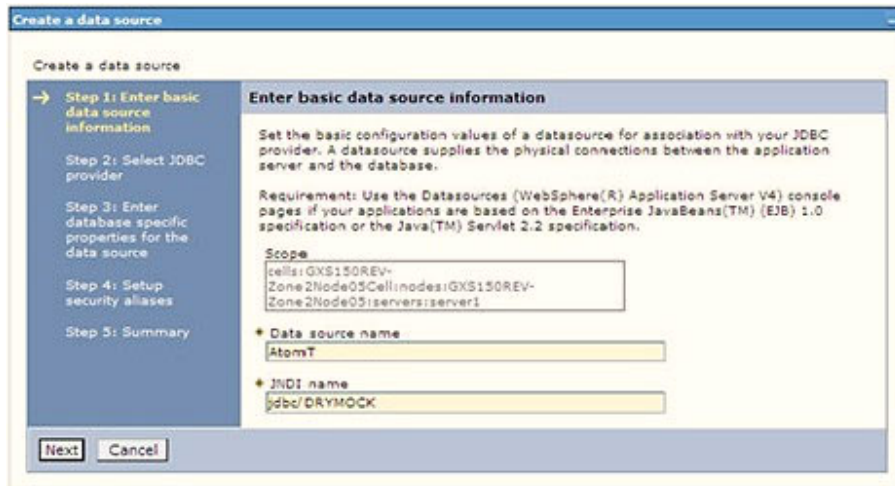 Create a data source
Create a data source
Step 1: Enter basic
data source
information
Step 2: Select JDBC
provider
Step 3: Enter
database specific
properties for the
data source
Step 4: Setup
security aliases
Step 5: Summary
Enter basic data source information
Set the basic configuration values of a datasource for association with your JDBC
provider. A datasource supplies the physical connections between the application
server and the database.
Requirement: Use the Datasources (WebSphere(R) Application Server V4) console
pages if your applications are based on the Enterprise JavaBeans(TM) (EJB) 1.0
specification or the Java(TM) Servlet 2.2 specification.
Scope
cells:GXS150REV-
Zone2Node05Cell:nodes:GXS150REV-
Zone2Node05:servers:server1
Data source name
AtomT
JNDI name
jdbc/DRYMOCK
Next Cancel